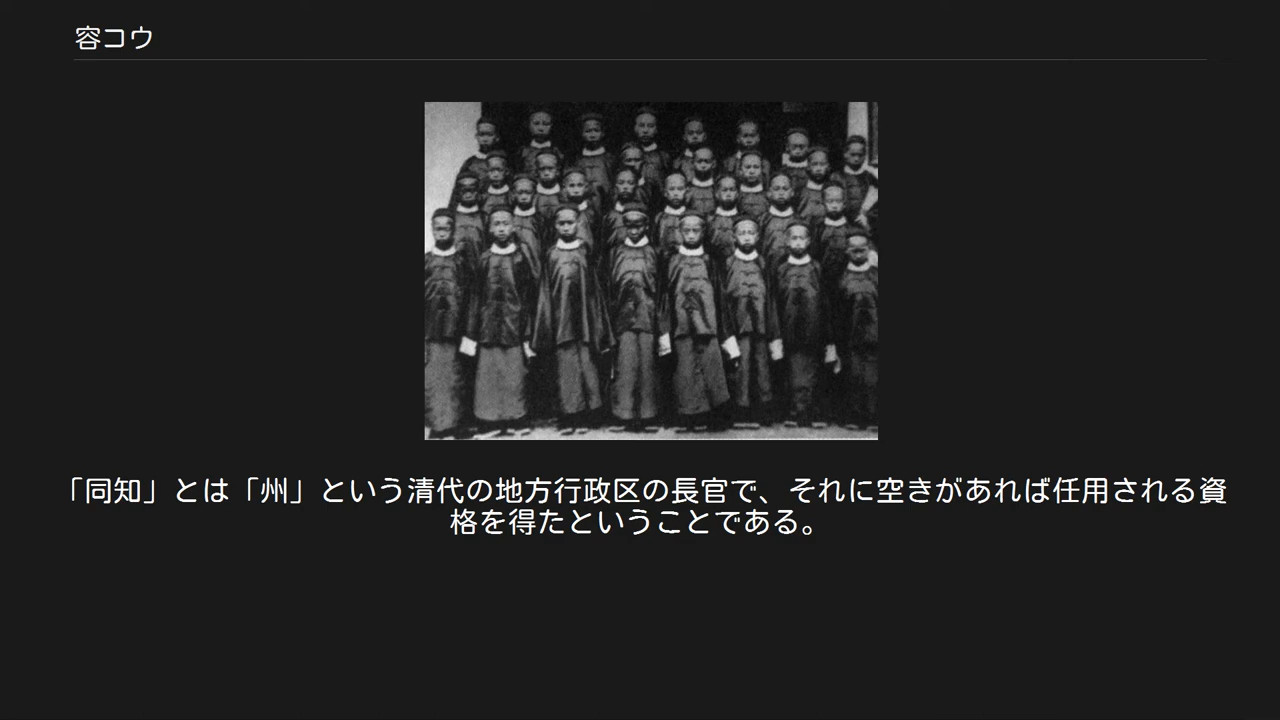 容コウ
「同知」とは「州」という清代の地方行政区の長官で、それに空きがあれば任用される資
格を得たということである。